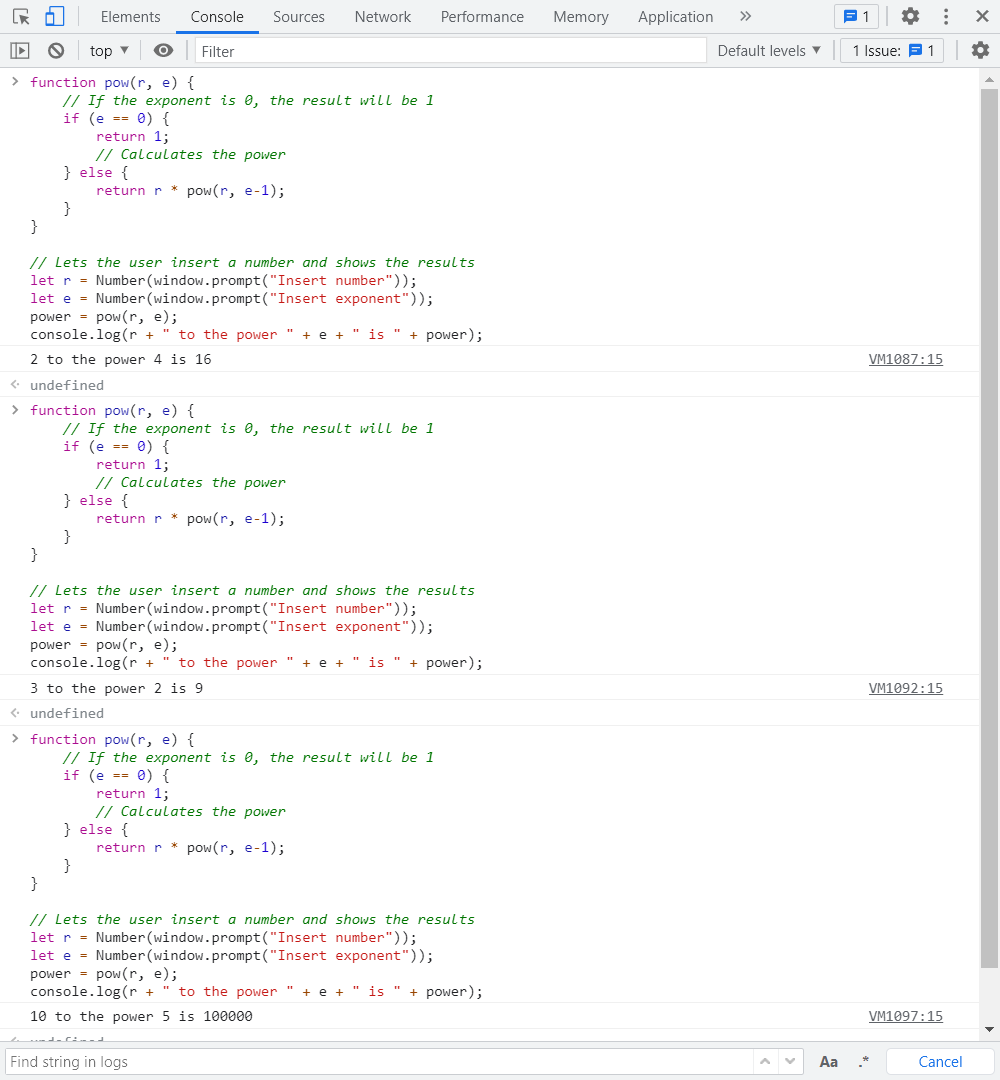 Elements Console Sources Network Performance Memory Application 1
top Filter Default levels 1 Issue: 1
function pow(r, e) {
    // If the exponent is 0, the result will be 1
    if (e == 0) {
        return 1;
        // Calculates the power
    } else {
        return r * pow(r, e-1);
    }
}
// Lets the user insert a number and shows the results
let r = Number(window.prompt("Insert number"));
let e = Number(window.prompt("Insert exponent"));
power = pow(r, e);
console.log(r + " to the power " + e + " is " + power);
2 to the power 4 is 16 VM1087:15
undefined
function pow(r, e) {
    // If the exponent is 0, the result will be 1
    if (e == 0) {
        return 1;
        // Calculates the power
    } else {
        return r * pow(r, e-1);
    }
}
// Lets the user insert a number and shows the results
let r = Number(window.prompt("Insert number"));
let e = Number(window.prompt("Insert exponent"));
power = pow(r, e);
console.log(r + " to the power " + e + " is " + power);
3 to the power 2 is 9 VM1092:15
undefined
function pow(r, e) {
    // If the exponent is 0, the result will be 1
    if (e == 0) {
        return 1;
        // Calculates the power
    } else {
        return r * pow(r, e-1);
    }
}
// Lets the user insert a number and shows the results
let r = Number(window.prompt("Insert number"));
let e = Number(window.prompt("Insert exponent"));
power = pow(r, e);
console.log(r + " to the power " + e + " is " + power);
10 to the power 5 is 100000 VM1097:15
Find string in logs Aa .* Cancel